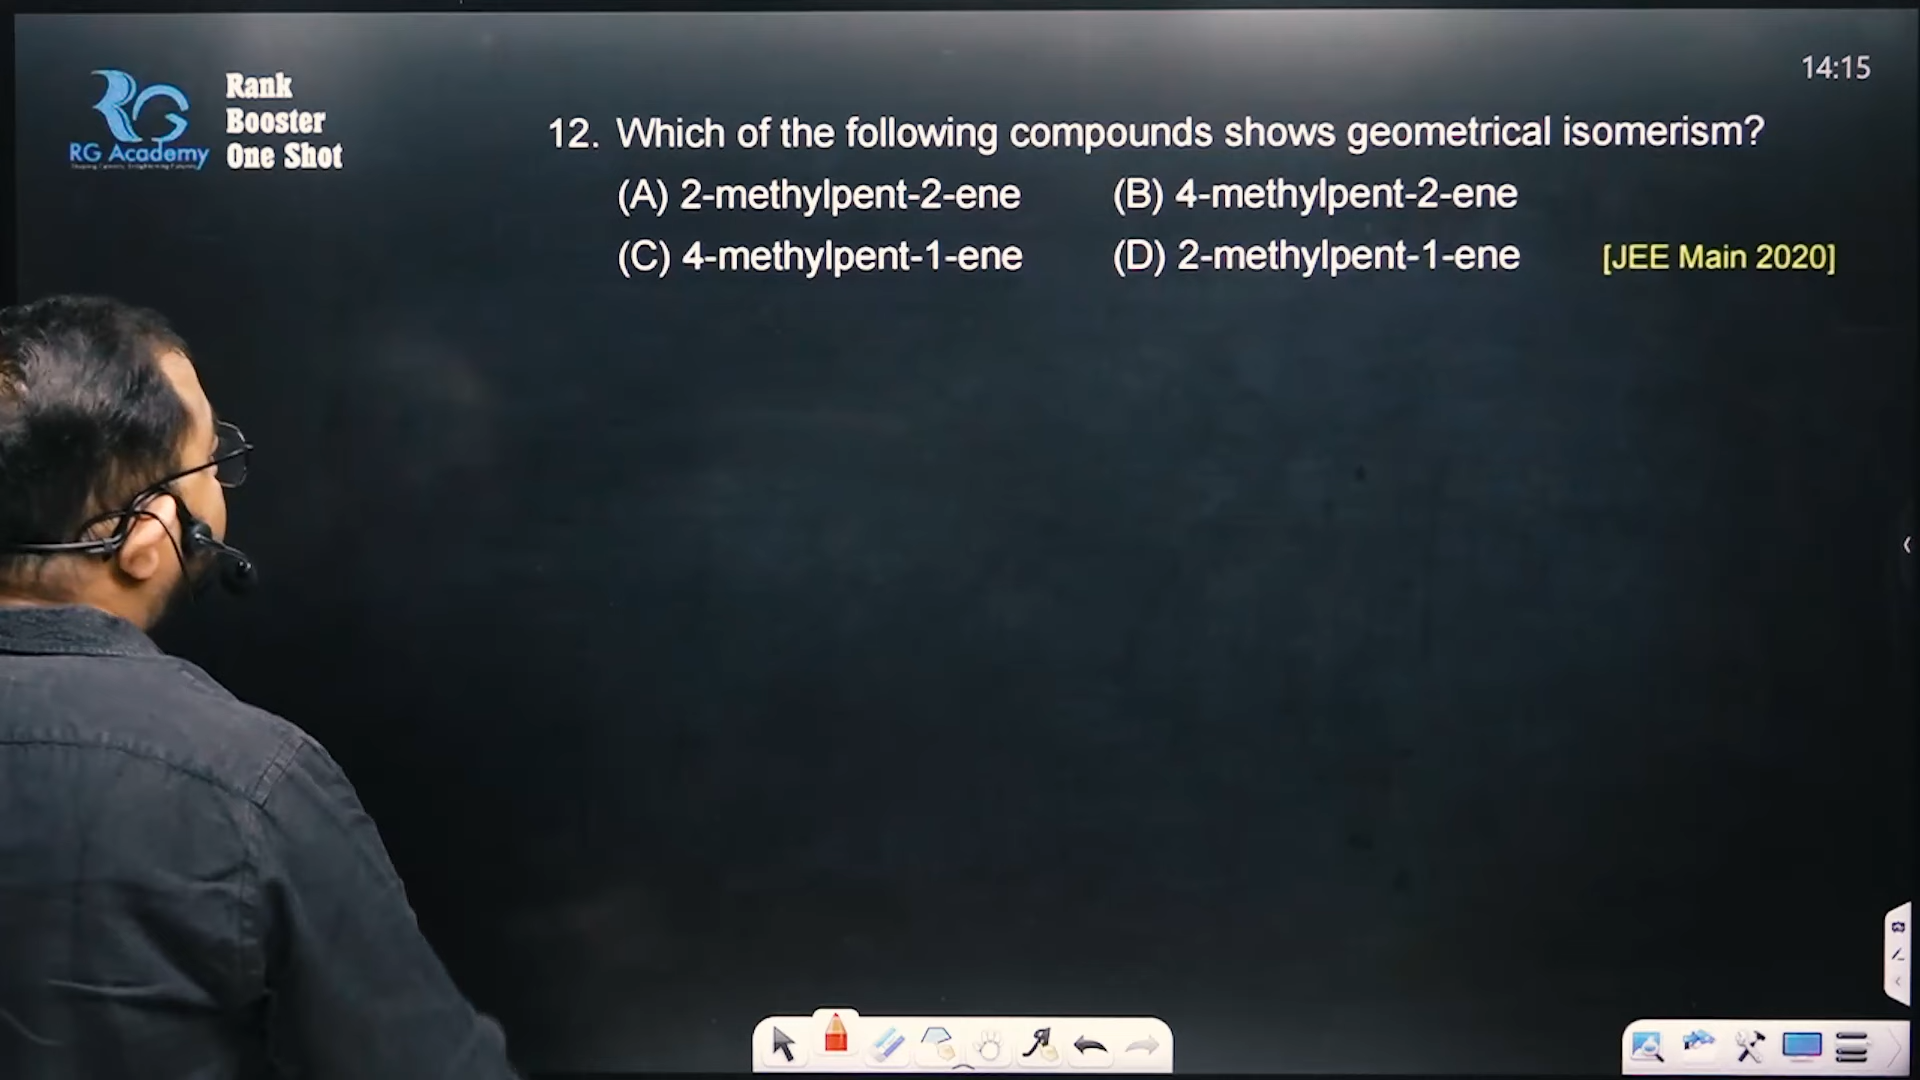 14:15
RG Academy
Rank
Booster
One Shot
12. Which of the following compounds shows geometrical isomerism?
(A) 2-methylpent-2-ene (B) 4-methylpent-2-ene
(C) 4-methylpent-1-ene (D) 2-methylpent-1-ene [JEE Main 2020]